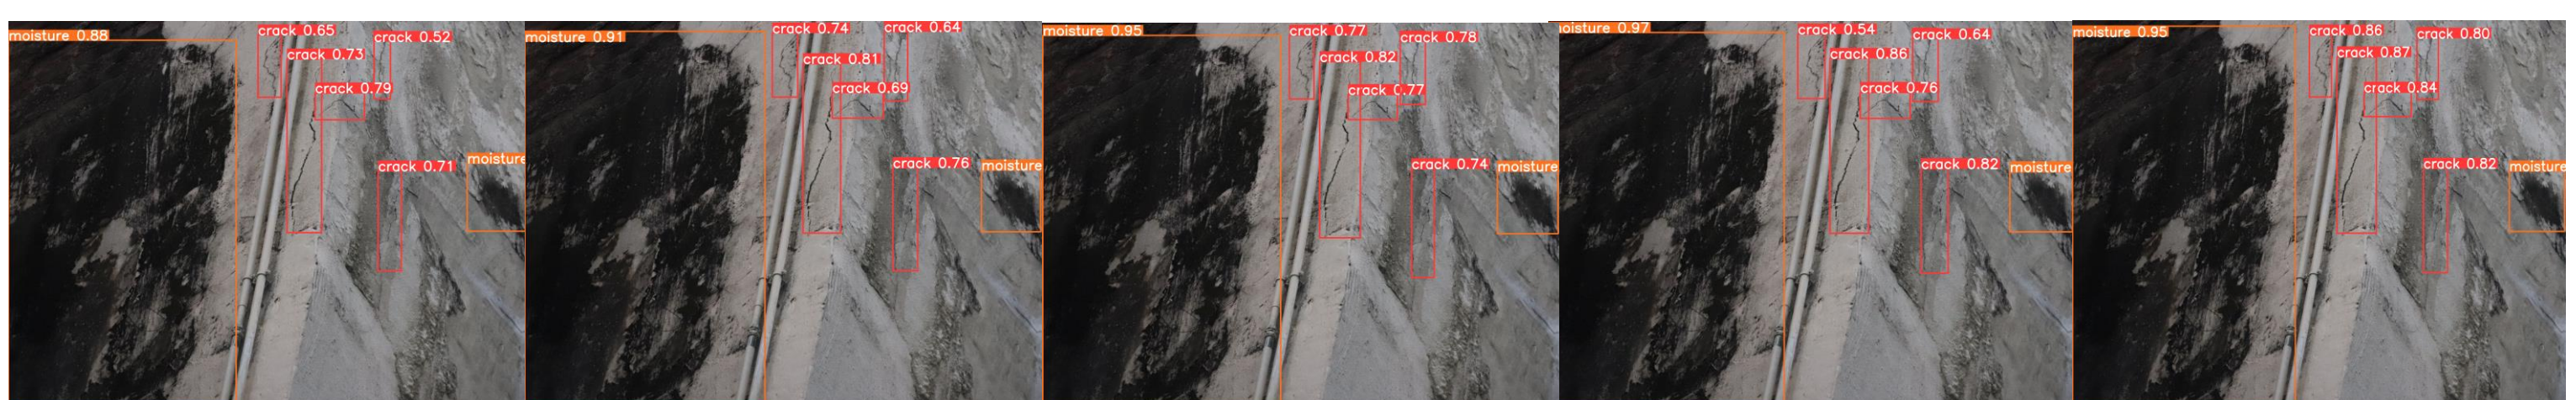 moisture 0.88
crack 0.65
crack 0.52
crack 0.73
crack 0.79
crack 0.71
moisture
moisture 0.91
crack 0.74
crack 0.64
crack 0.81
crack 0.69
crack 0.76
moisture
moisture 0.95
crack 0.77
crack 0.78
crack 0.82
crack 0.77
crack 0.74
moisture
moisture 0.97
crack 0.54
crack 0.64
crack 0.86
crack 0.76
crack 0.82
moisture
moisture 0.95
crack 0.86
crack 0.80
crack 0.87
crack 0.84
crack 0.82
moisture